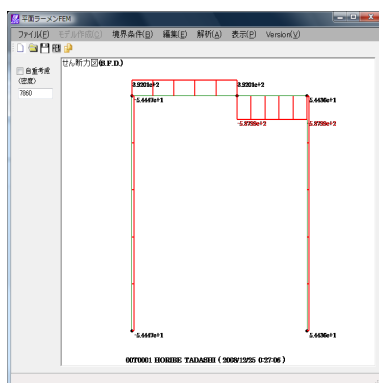 平面ラーメンFEM
ファイル(F) モデル作成(C) 境界条件(B) 編集(E) 解析(A) 表示(P) Version(V)
自重考慮
(密度)
7860
せん断力図(S.F.D.)
3.9201e+2 3.9201e+2
-5.4447e+1 5.4436e+1
-5.8799e+2 -5.8799e+2
-5.4447e+1 5.4436e+1
00T0001 HORIBE TADASHI ( 2008/12/25 0:27:06 )